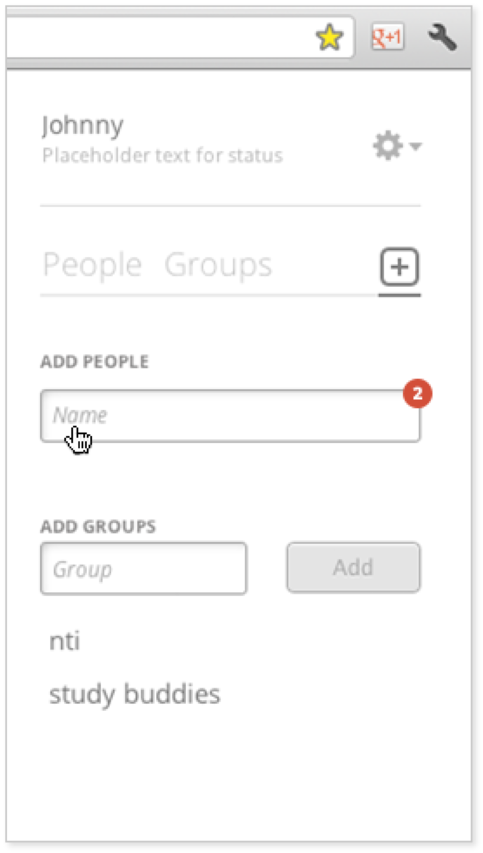 g+1
Johnny
Placeholder text for status
People Groups
ADD PEOPLE
2
Name
ADD GROUPS
Group Add
nti
study buddies